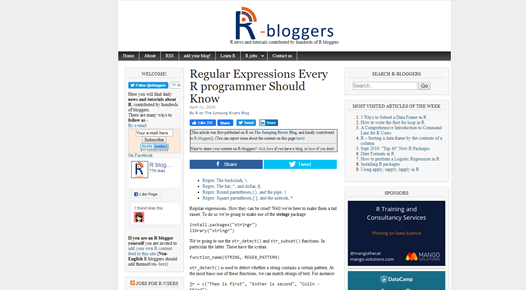 R-bloggers
R news and tutorials contributed by hundreds of R bloggers
Home About RSS add your blog! Learn R R jobs Contact us
WELCOME!
Follow @rbloggers
Here you will find daily
news and tutorials about
R, contributed by hundreds
of bloggers.
There are many ways to
follow us -
By e-mail:
Your e-mail here
Subscribe
readers
On Facebook:
R blog...
77K likes
Like Page
1 friend likes this
If you are an R blogger
yourself you are invited to
add your own R content
feed to this site (Non-
English R bloggers should
add themselves- here)
JOBS FOR R-USERS
Regular Expressions Every
R programmer Should
Know
By R on The Jumping Rivers Blog
Like Tweet Share
[This article was first published on R on The Jumping Rivers Blog, and kindly contributed
to R-bloggers]. (You can report issue about the content on this page here)
Want to share your content on R-bloggers? click here if you have a blog, or here if you don't.
Share Tweet
Regex: The backslash, \
Regex: The hat ^, and dollar, $
Regex: Round parentheses, (), and the pipe, |
Regex: Square parentheses, [], and the asterisk, *
Regular expressions. How they can be cruel! Well we're here to make them a tad
easier. To do so we're going to make use of the stringr package
install.packages("stringr")
library("stringr")
We're going to use the str_detect() and str_subset() functions. In
particular the latter. These have the syntax
function_name(STRING, REGEX_PATTERN)
str_detect() is used to detect whether a string contains a certain pattern. At
the most basic use of these functions, we can match strings of text. For instance
jr = c("Theo is first", "Esther is second", "Colin -
SEARCH R-BLOGGERS
Search.. Go
MOST VISITED ARTICLES OF THE WEEK
1. 5 Ways to Subset a Data Frame in R
2. How to write the first for loop in R
3. A Comprehensive Introduction to Command
Line for R Users
4. R – Sorting a data frame by the contents of a
column
5. Sept 2019: "Top 40" New R Packages
6. Date Formats in R
7. How to perform a Logistic Regression in R
8. Installing R packages
9. Using apply, sapply, lapply in R
SPONSORS
R Training and
Consultancy Services
Thriving on Data Science
@mangothecat
mango-solutions.com
MANGO
SOLUTIONS
DataCamp